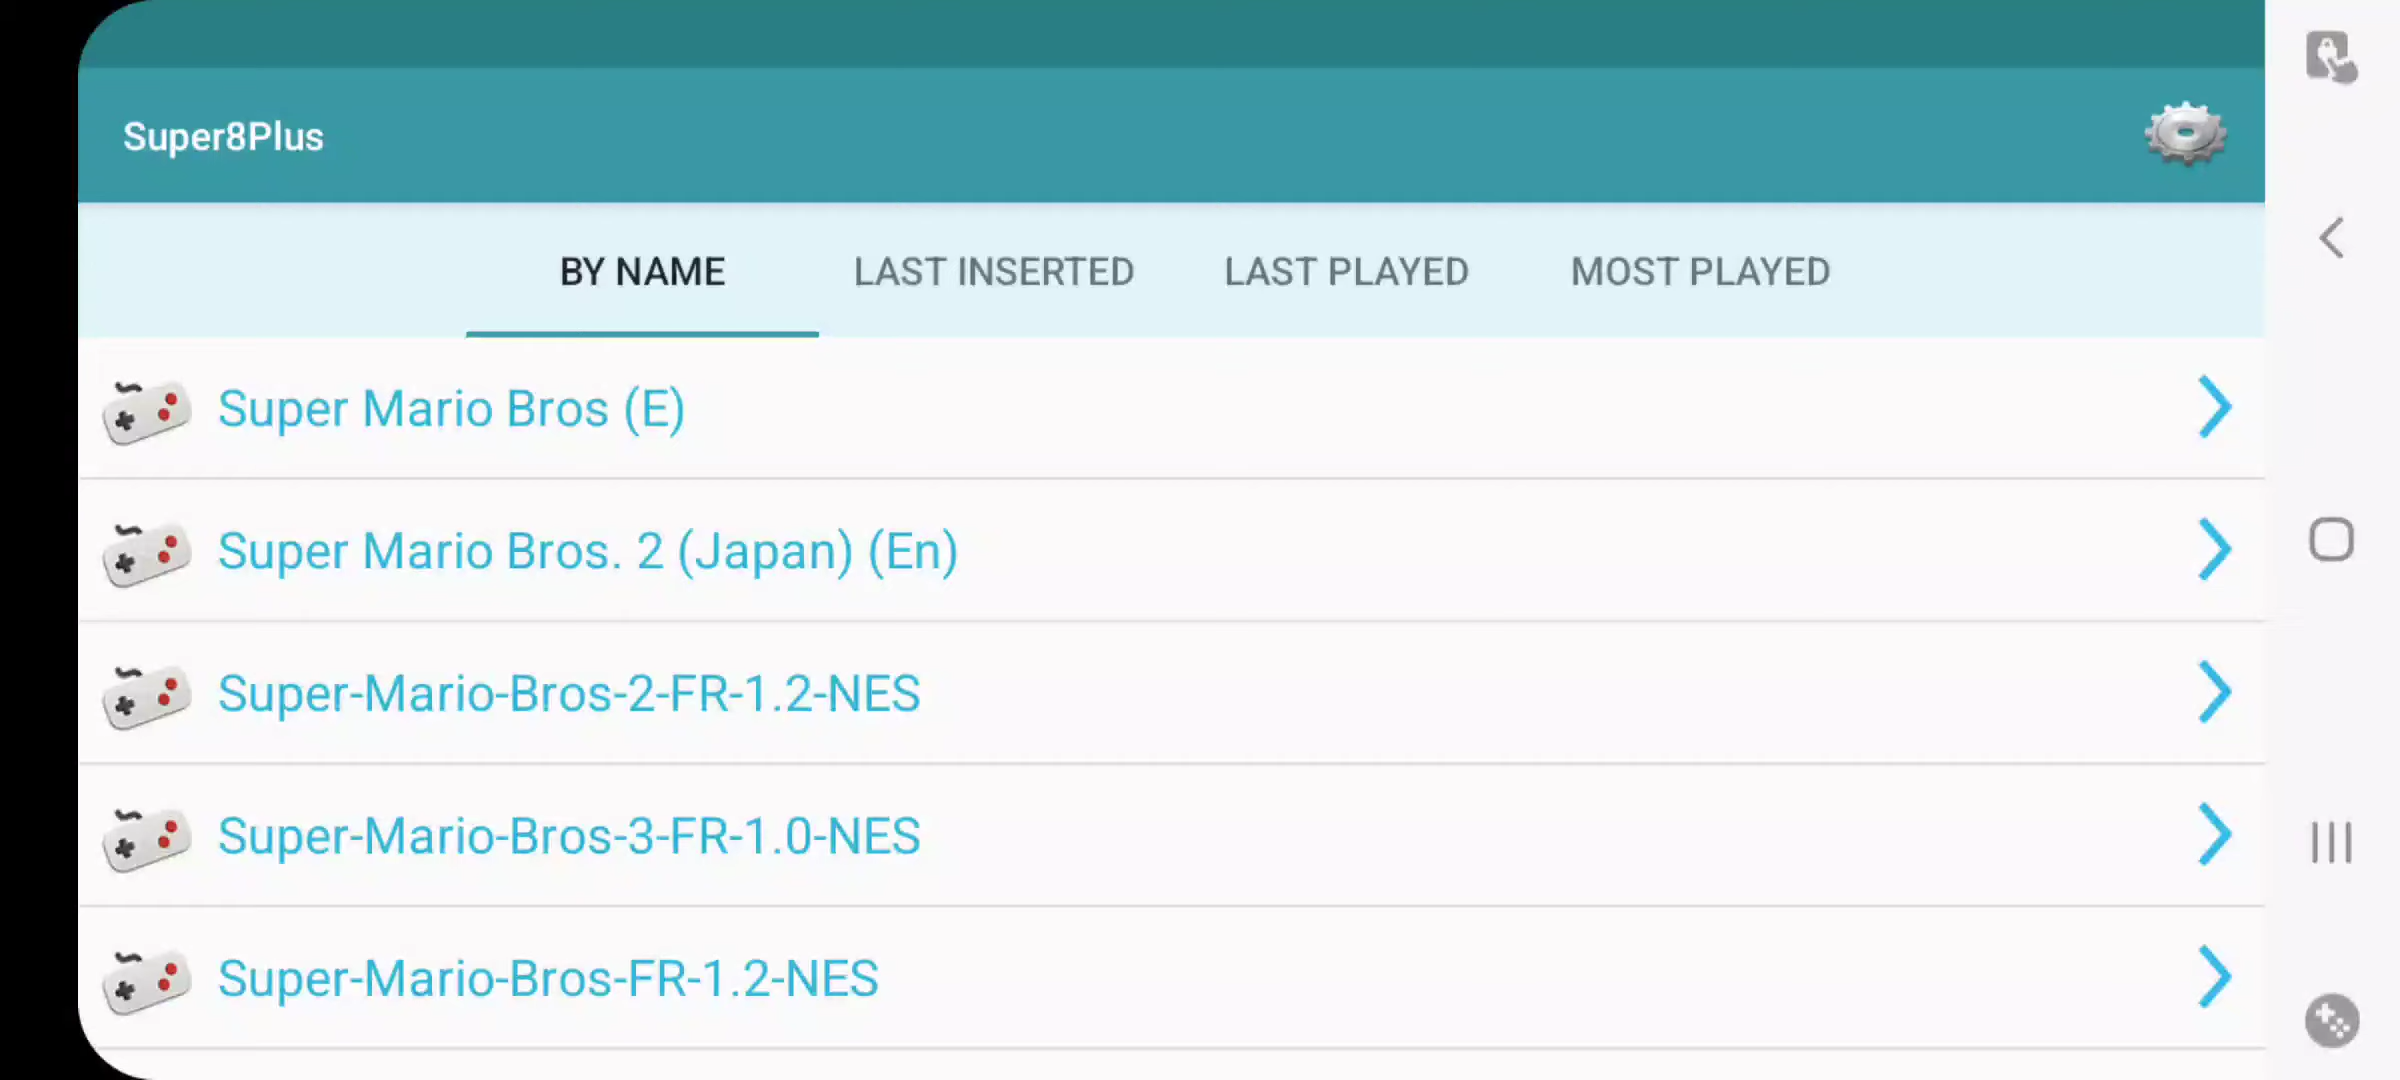 Super8Plus
BY NAME
LAST INSERTED
LAST PLAYED
MOST PLAYED
Super Mario Bros (E)
Super Mario Bros. 2 (Japan) (En)
Super-Mario-Bros-2-FR-1.2-NES
Super-Mario-Bros-3-FR-1.0-NES
Super-Mario-Bros-FR-1.2-NES